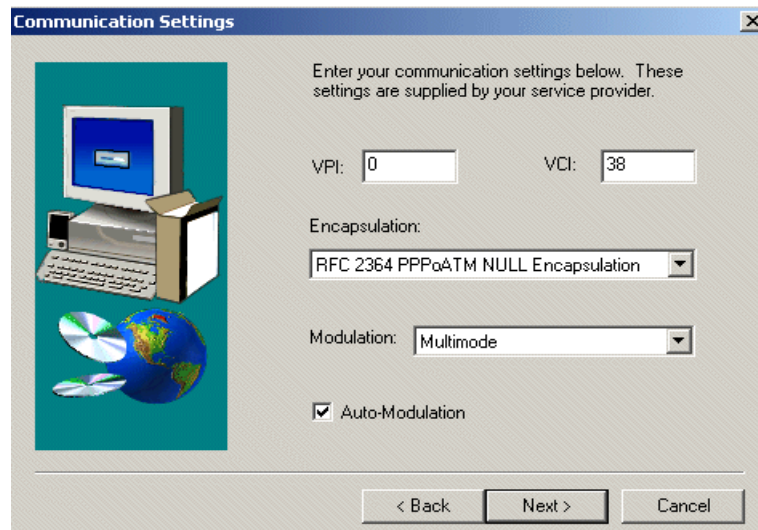 Communication Settings
Enter your communication settings below. These
settings are supplied by your service provider.
VPI: 0 VCI: 38
Encapsulation:
RFC 2364 PPPoATM NULL Encapsulation
Modulation: Multimode
Auto-Modulation
< Back Next > Cancel